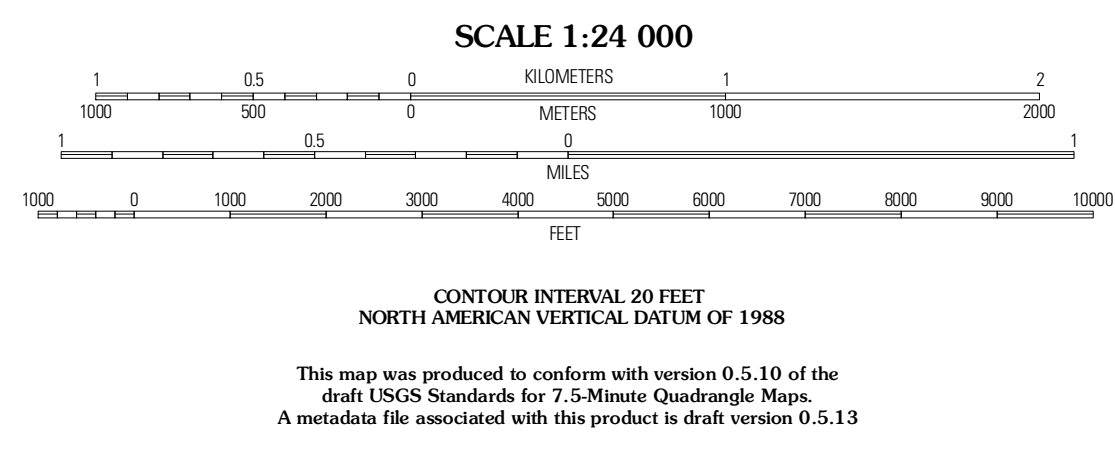 SCALE 1:24 000
1 0.5 0 KILOMETERS 1 2
1000 500 0 METERS 1000 2000
1 0.5 0 1
MILES
1000 0 1000 2000 3000 4000 5000 6000 7000 8000 9000 10000
FEET
CONTOUR INTERVAL 20 FEET
NORTH AMERICAN VERTICAL DATUM OF 1988
This map was produced to conform with version 0.5.10 of the
draft USGS Standards for 7.5-Minute Quadrangle Maps.
A metadata file associated with this product is draft version 0.5.13